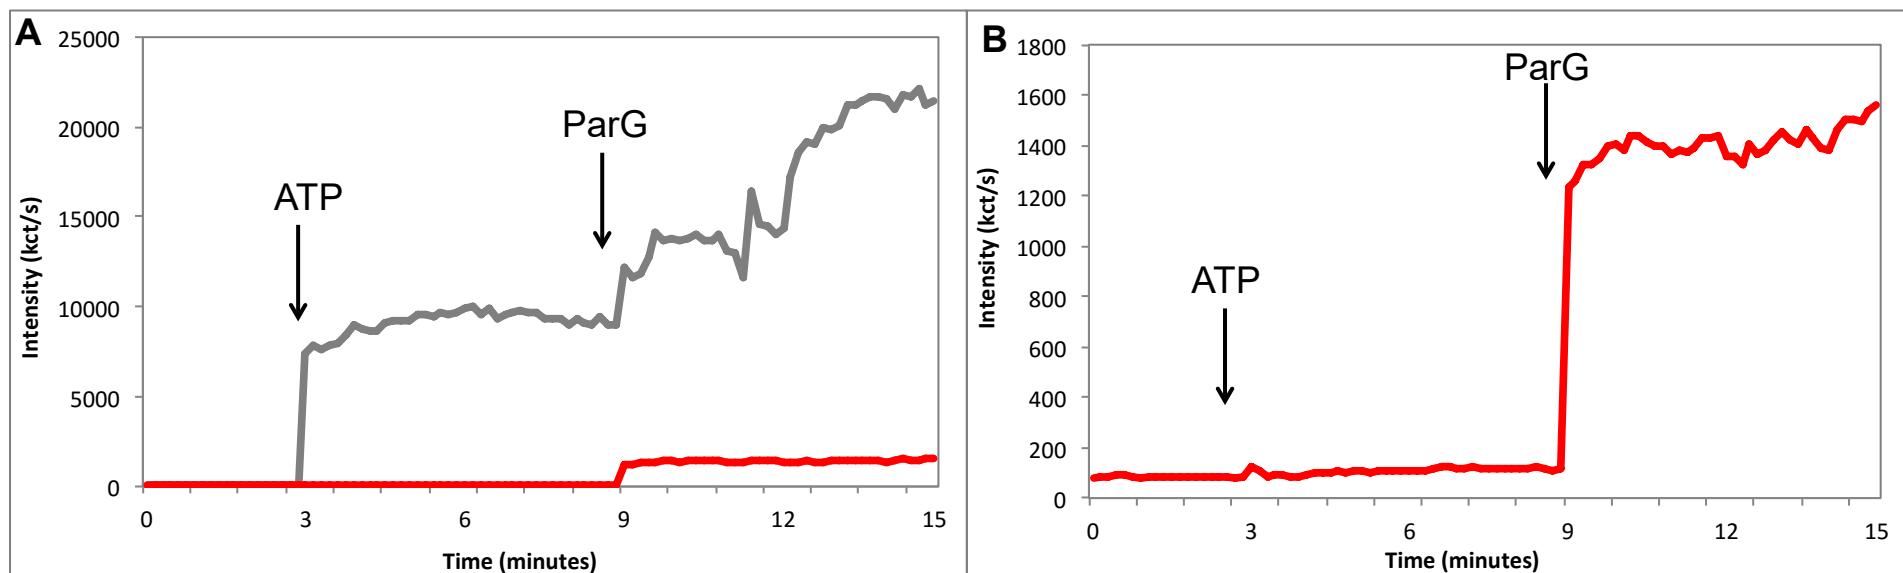 A
25000
20000
15000
10000
5000
0
Intensity (kct/s)
ATP
ParG
0 3 6 9 12 15
Time (minutes)
B
1800
1600
1400
1200
1000
800
600
400
200
0
Intensity (kct/s)
ParG
ATP
0 3 6 9 12 15
Time (minutes)